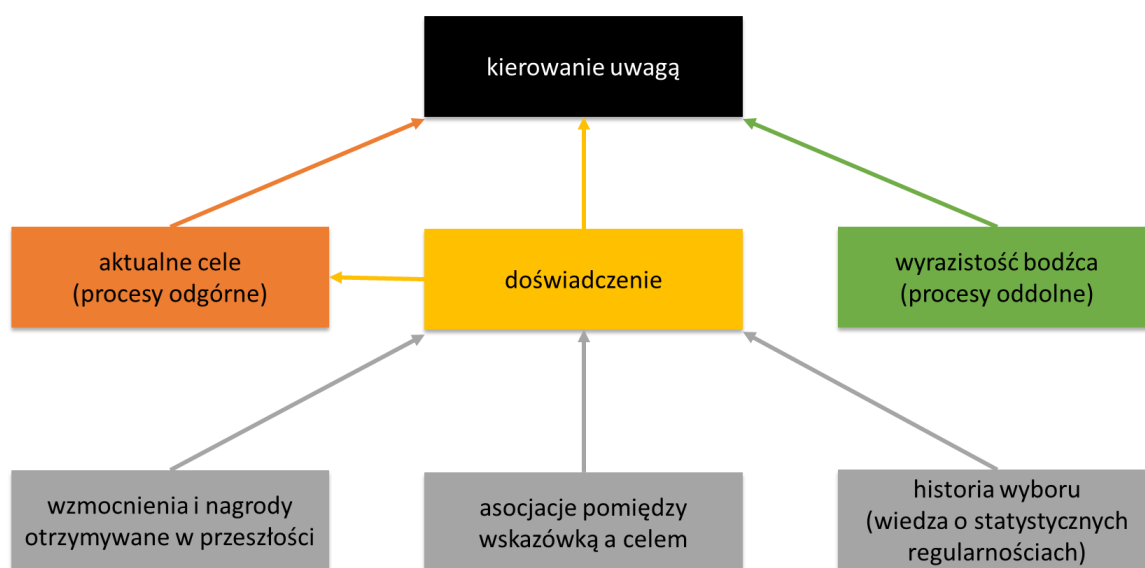 kierowanie uwagą
aktualne cele
(procesy odgórne)
doświadczenie
wyrazistość bodźca
(procesy oddolne)
wzmocnienia i nagrody
otrzymywane w przeszłości
asocjacje pomiędzy
wskazówką a celem
historia wyboru
(wiedza o statystycznych
regularnościach)